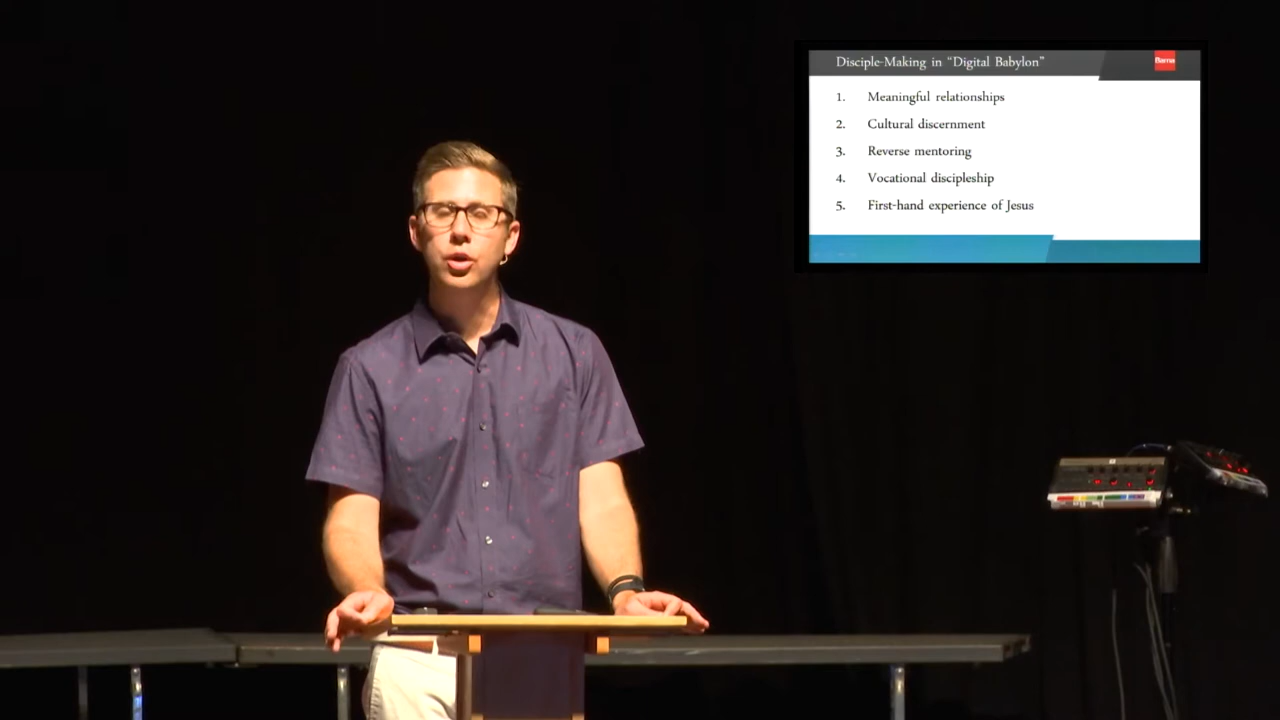 Disciple-Making in “Digital Babylon”
Barna
1. Meaningful relationships
2. Cultural discernment
3. Reverse mentoring
4. Vocational discipleship
5. First-hand experience of Jesus